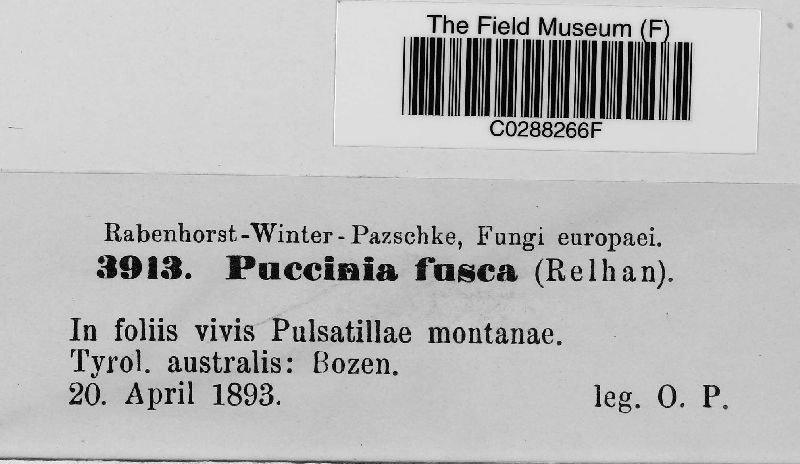 The Field Museum (F)
C0288266F
Rabenhorst-Winter-Pazschke, Fungi europaei.
3913. Puccinia fusca (Relhan).
In foliis vivis Pulsatillae montanae.
Tyrol. australis: Bozen.
20. April 1893. leg. O. P.